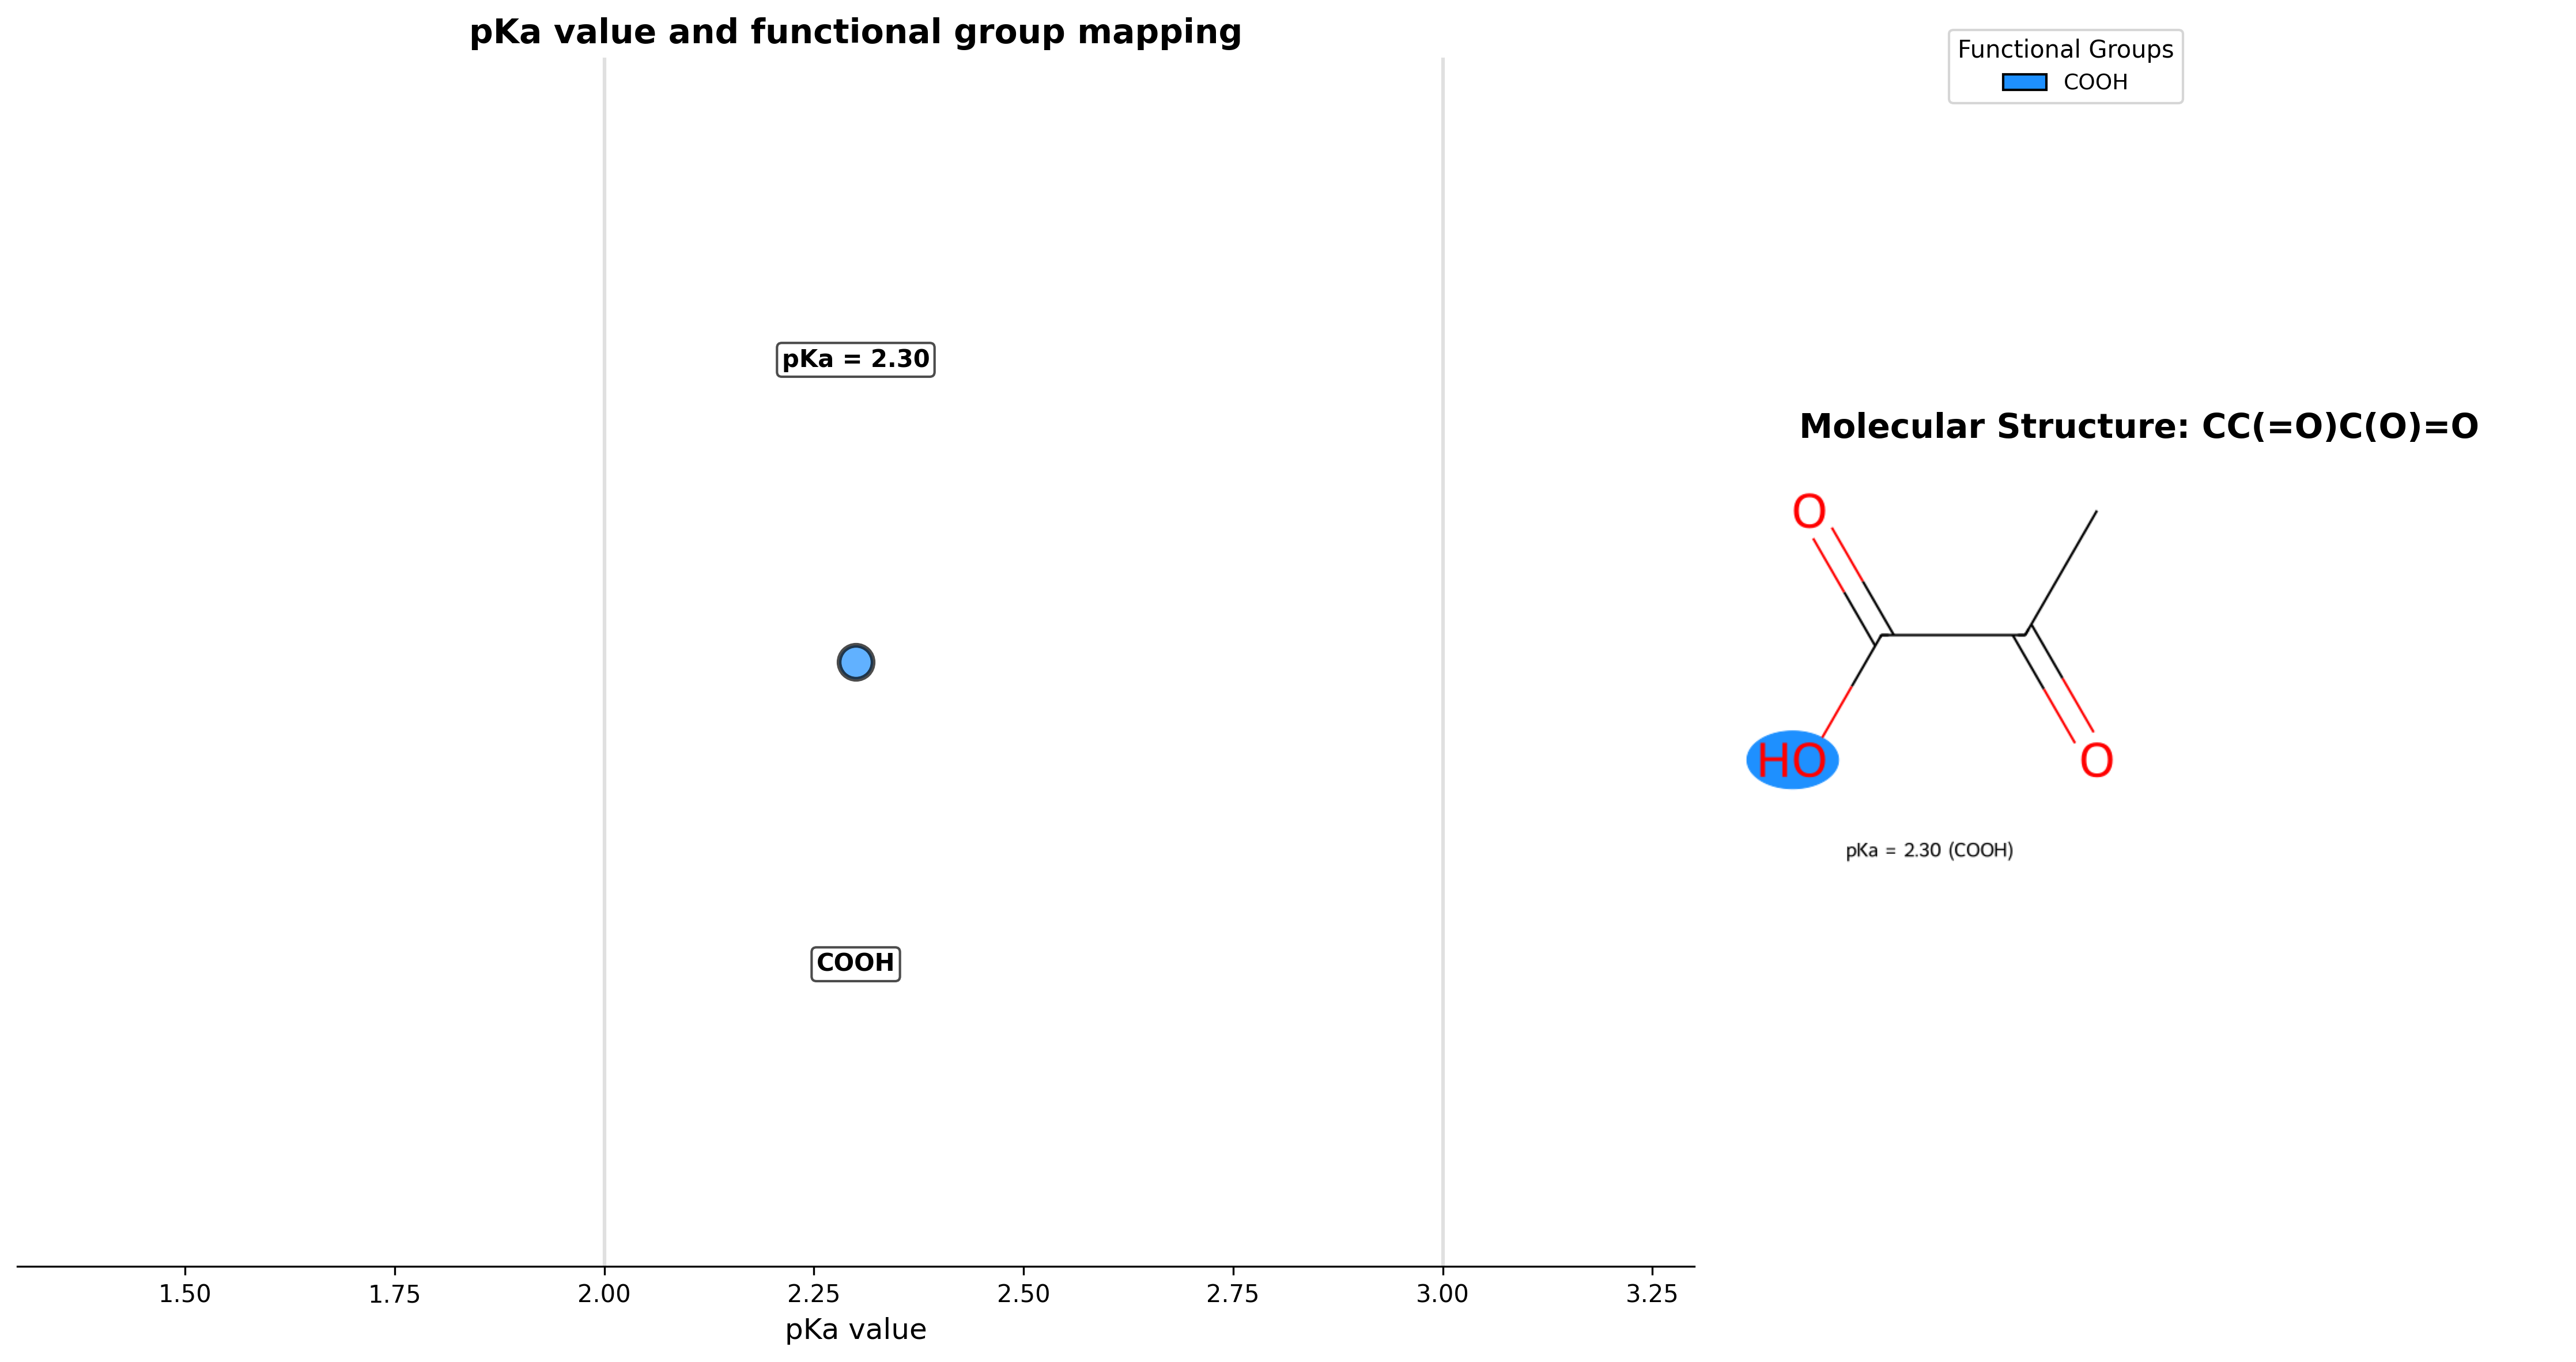 pKa value and functional group mapping
Functional Groups
COOH
pKa = 2.30
Molecular Structure: CC(=O)C(O)=O
O
HO
O
pKa = 2.30 (COOH)
COOH
1.50 1.75 2.00 2.25 2.50 2.75 3.00 3.25
pKa value